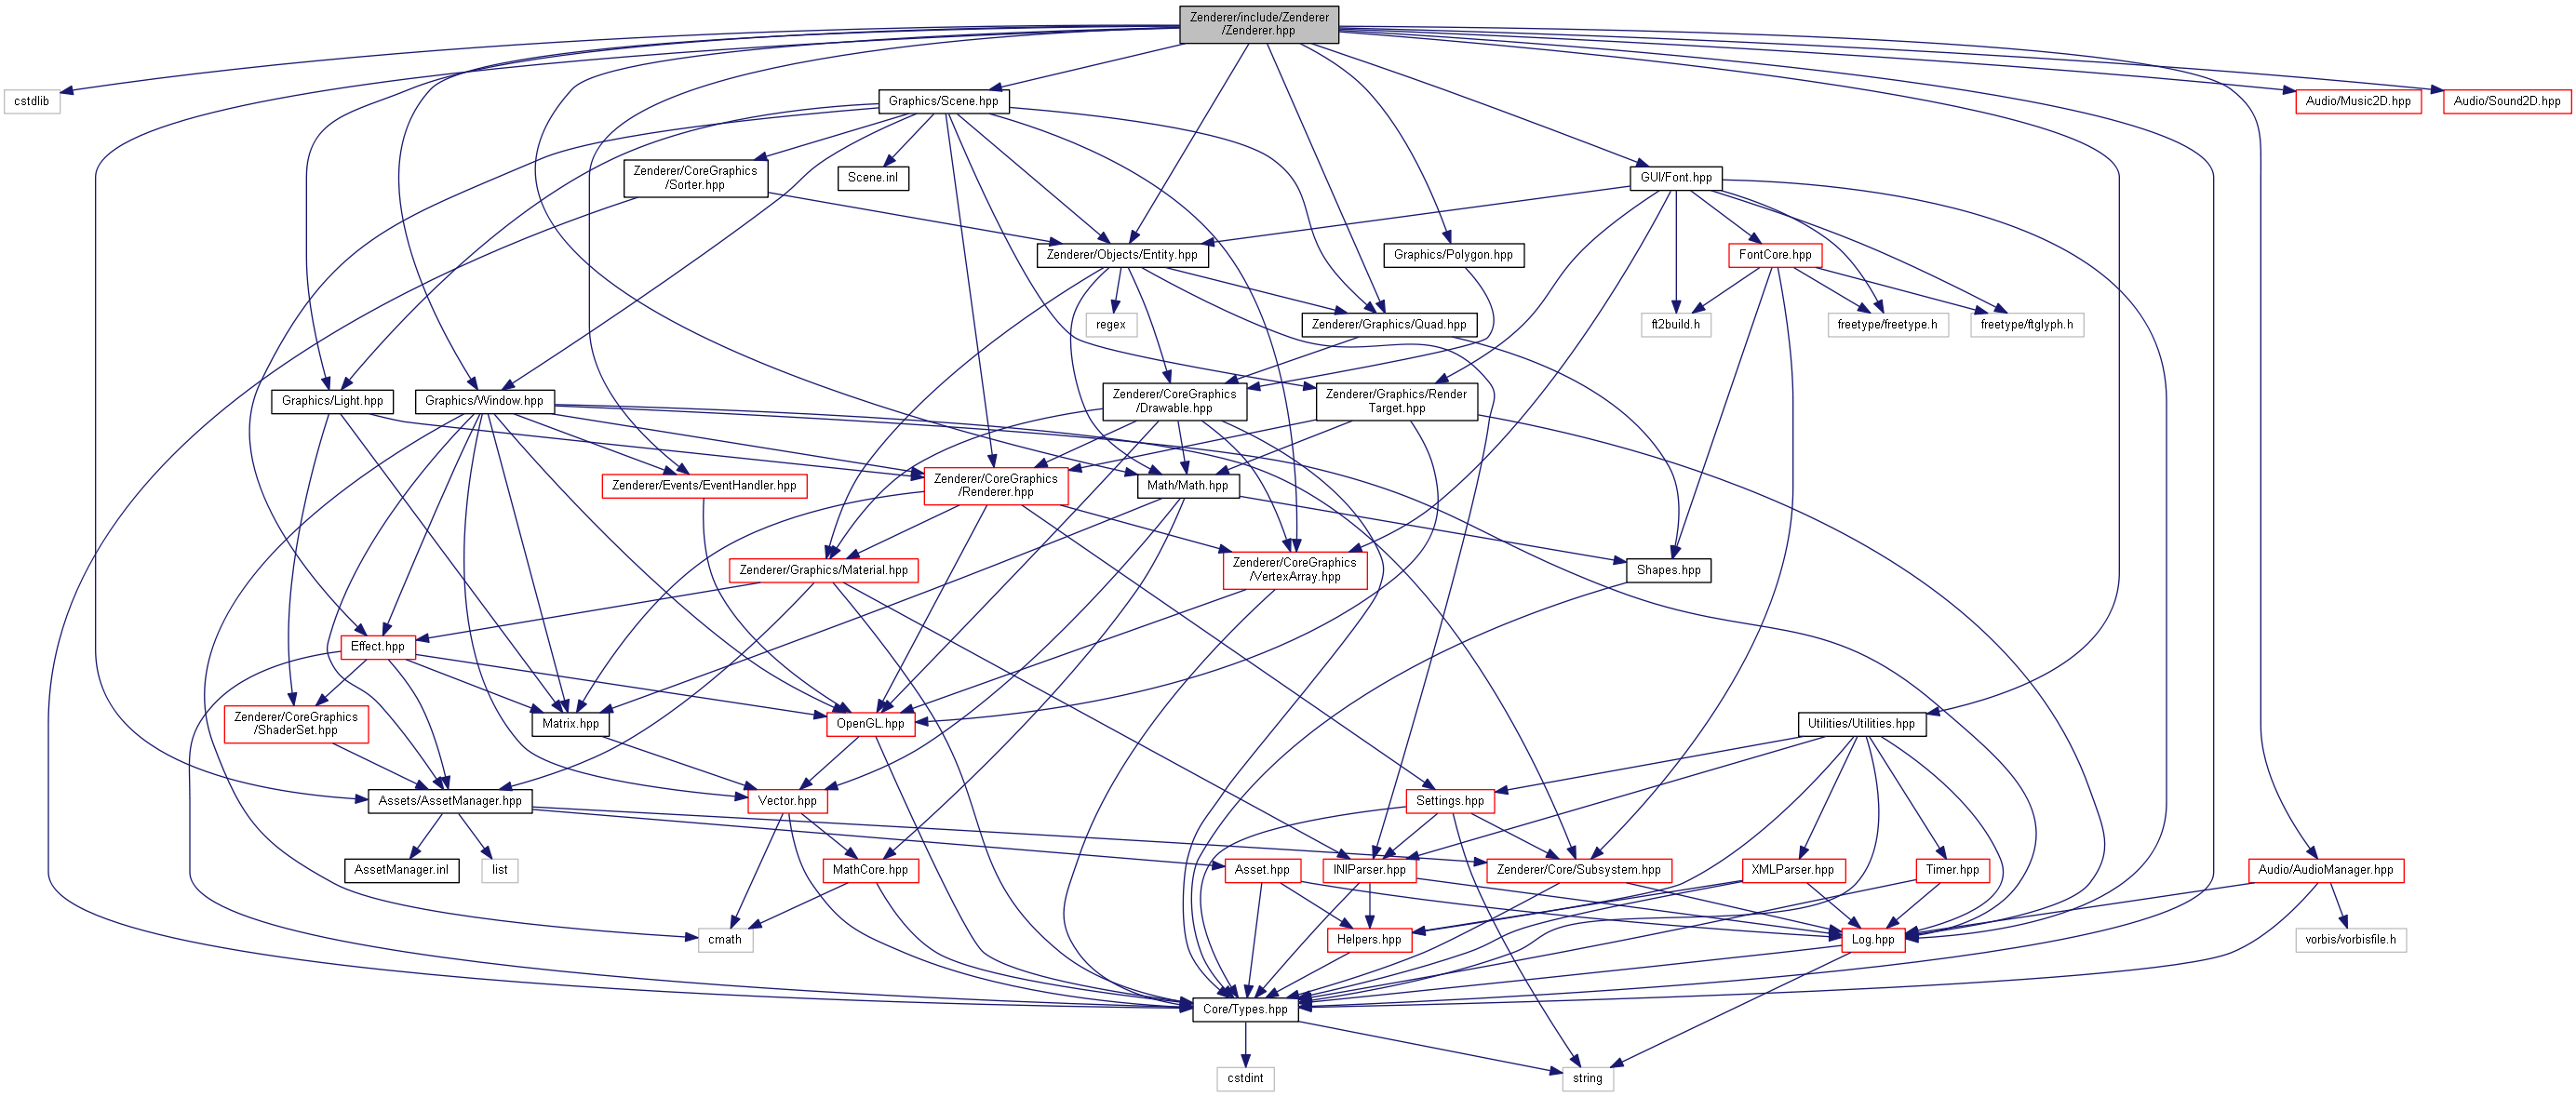 Zenderer/include/Zenderer
/Zenderer.hpp
cstdlib
Graphics/Scene.hpp
Audio/Music2D.hpp
Audio/Sound2D.hpp
Zenderer/CoreGraphics
/Sorter.hpp
Scene.inl
GUI/Font.hpp
Zenderer/Objects/Entity.hpp
Graphics/Polygon.hpp
FontCore.hpp
regex
Zenderer/Graphics/Quad.hpp
ft2build.h
freetype/freetype.h
freetype/ftglyph.h
Graphics/Light.hpp
Graphics/Window.hpp
Zenderer/CoreGraphics
/Drawable.hpp
Zenderer/Graphics/Render
Target.hpp
Zenderer/Events/EventHandler.hpp
Zenderer/CoreGraphics
/Renderer.hpp
Math/Math.hpp
Zenderer/Graphics/Material.hpp
Zenderer/CoreGraphics
/VertexArray.hpp
Shapes.hpp
Effect.hpp
Zenderer/CoreGraphics
/ShaderSet.hpp
Matrix.hpp
OpenGL.hpp
Utilities/Utilities.hpp
Assets/AssetManager.hpp
Vector.hpp
Settings.hpp
AssetManager.inl
list
MathCore.hpp
Asset.hpp
INIParser.hpp
Zenderer/Core/Subsystem.hpp
XMLParser.hpp
Timer.hpp
Audio/AudioManager.hpp
cmath
Helpers.hpp
Log.hpp
vorbis/vorbisfile.h
Core/Types.hpp
cstdint
string